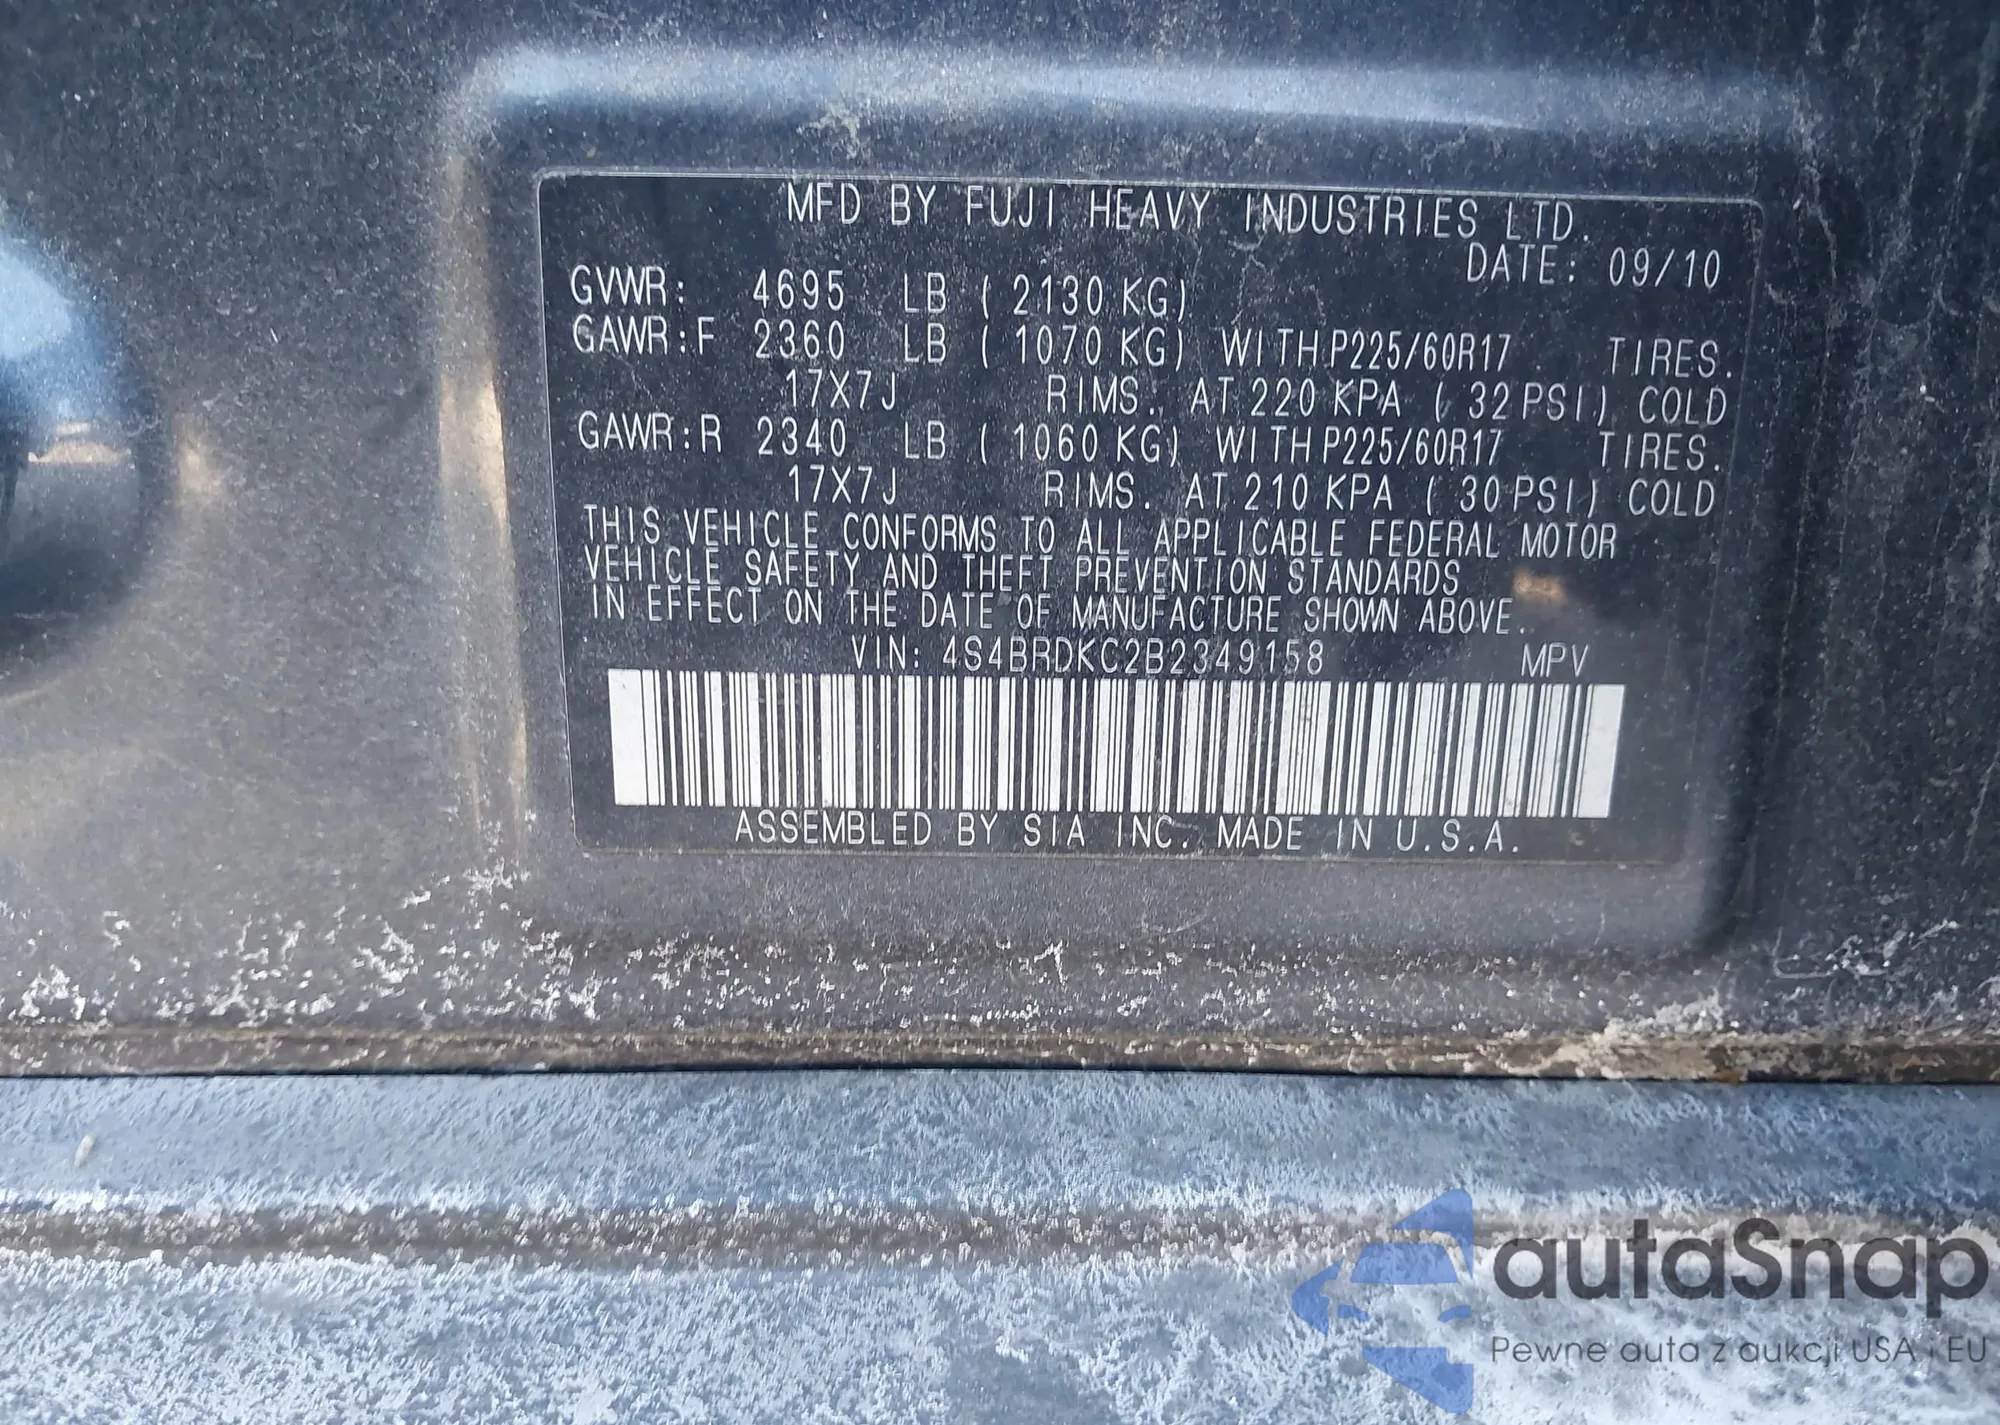 MFD BY FUJI HEAVY INDUSTRIES LTD.
DATE: 09/10
GVWR: 4695 LB ( 2130 KG)
GAWR:F 2360 LB ( 1070 KG) WITH P225/60R17 TIRES.
17X7J RIMS. AT 220 KPA ( 32 PSI) COLD
GAWR:R 2340 LB ( 1060 KG) WITH P225/60R17 TIRES.
17X7J RIMS. AT 210 KPA ( 30 PSI) COLD
THIS VEHICLE CONFORMS TO ALL APPLICABLE FEDERAL MOTOR
VEHICLE SAFETY AND THEFT PREVENTION STANDARDS
IN EFFECT ON THE DATE OF MANUFACTURE SHOWN ABOVE.
VIN: 4S4BRDKC2B2349158 MPV
ASSEMBLED BY SIA INC. MADE IN U.S.A.
autaSnap
Pewne auta z aukcji USA i EU